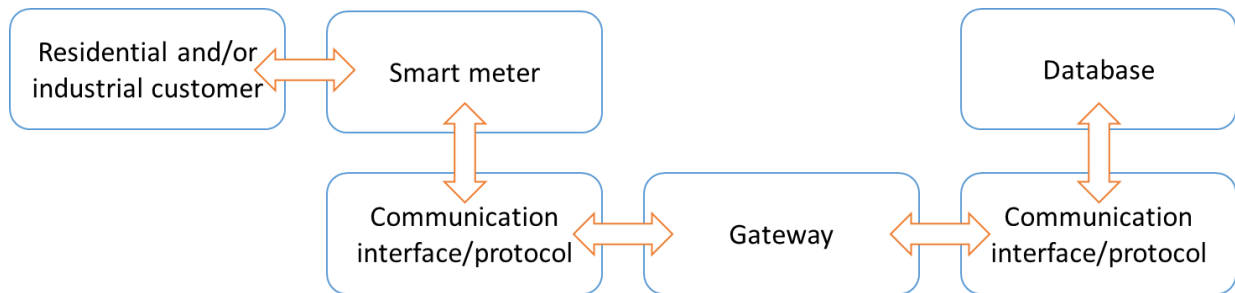 Residential and/or
industrial customer
Smart meter
Database
Communication
interface/protocol
Gateway
Communication
interface/protocol